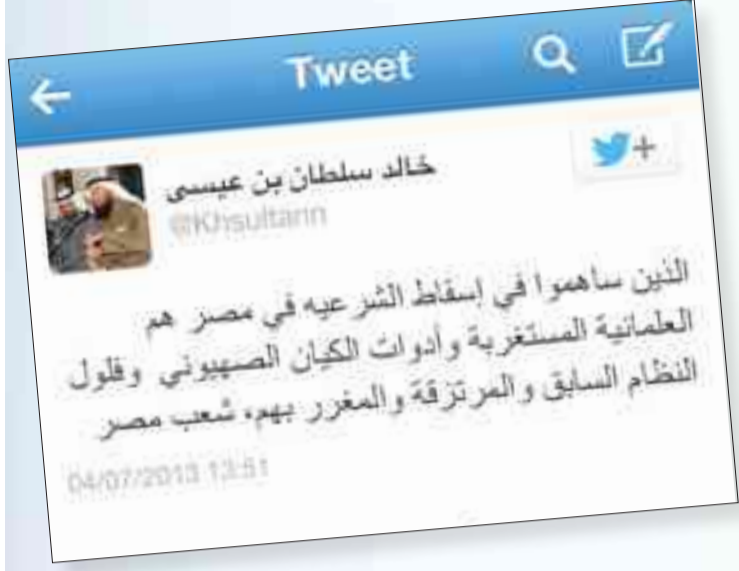 Tweet
خالد سلطان بن عيسى
@Khsultann
الذين ساهموا في إسقاط الشرعيه في مصر هم
العلمانية المستغربة وأدوات الكيان الصهيوني وفلول
النظام السابق والمرتزقة والمغرر بهم، شعب مصر
04/07/2013 13:51